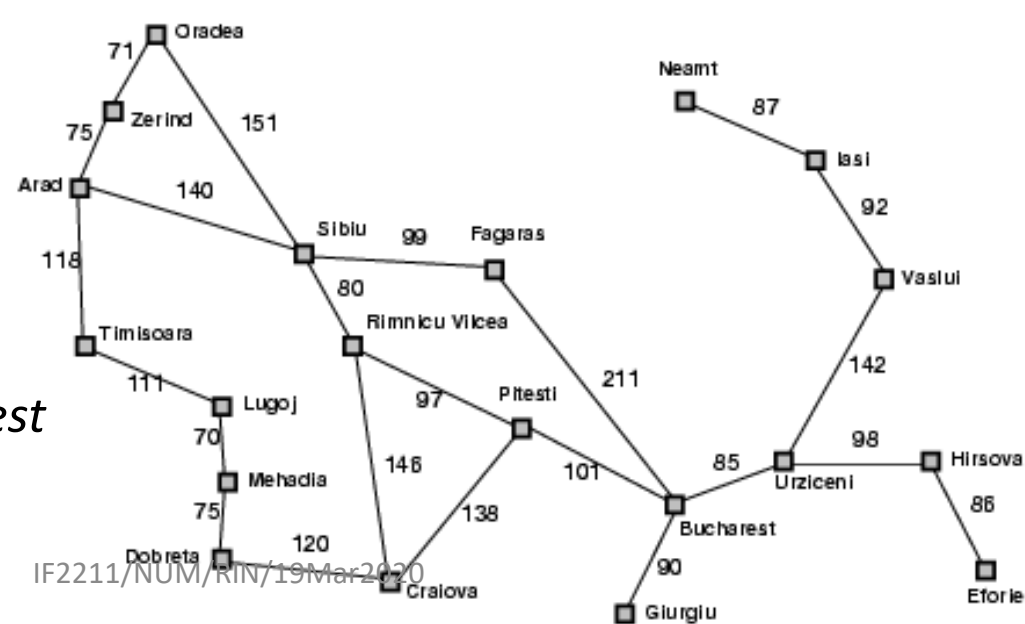 Oradea
71
Neamt
87
Zerind
151
75
Iasi
Arad
140
92
Sibiu
99
Fagaras
118
80
Vaslui
Rimnicu Vilcea
Timisoara
142
111
211
97
Pitesti
est
Lugoj
70
98
146
85
Hirsova
101
Mehadia
Urziceni
75
138
86
Bucharest
120
Dobreta
90
IF2211/NUM/RIN/19Mar2020
Craiova
Eforie
Giurgiu